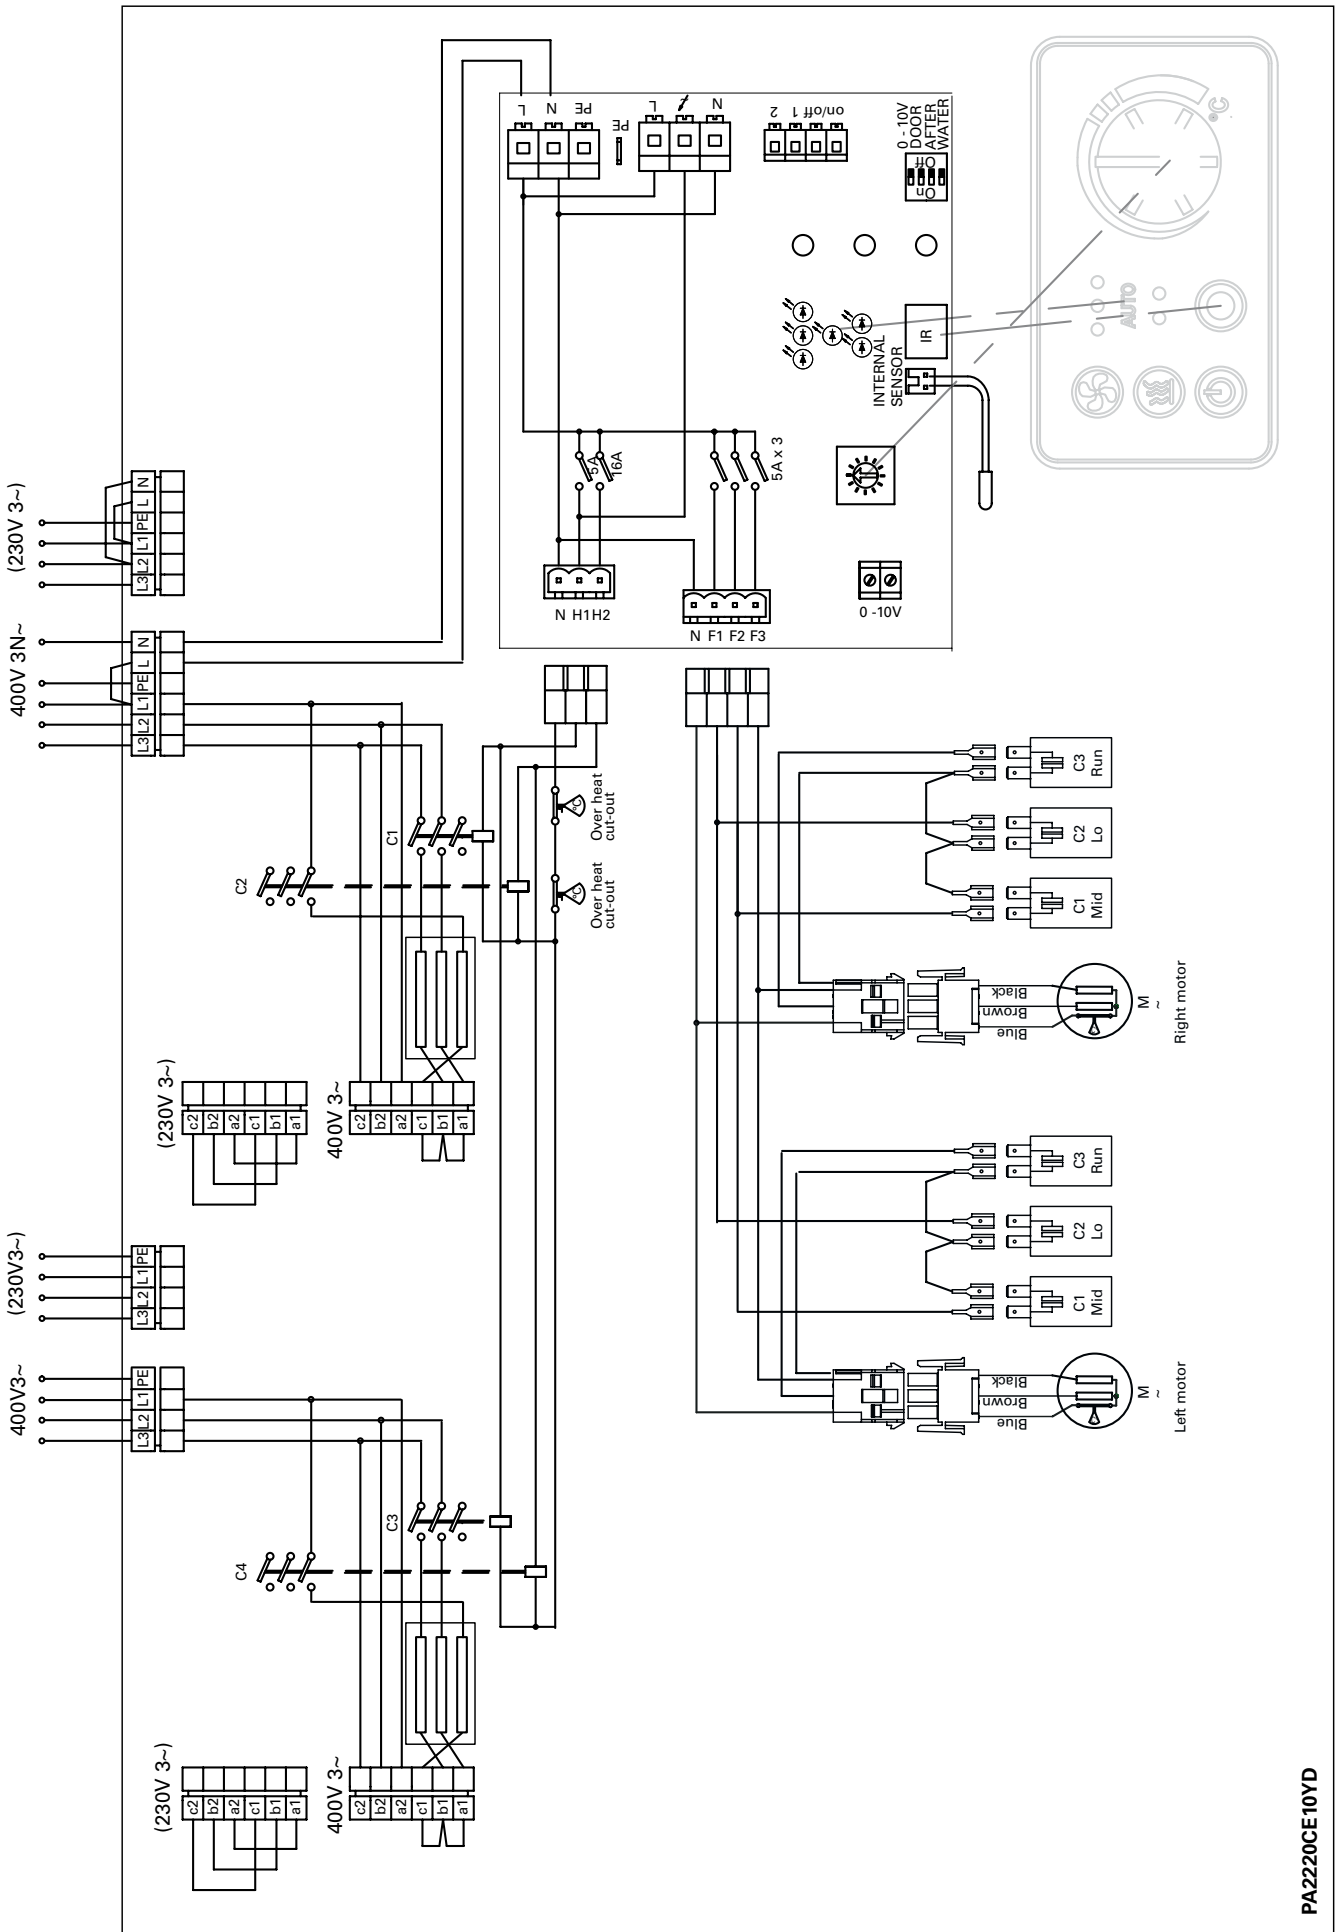 (230V 3~)
L3 L2 L1 PE L N
400V 3N~
L3 L2 L1 PE L N
L
N
PE
PE
L
N
2
1
on/off
0 - 10V
DOOR
AFTER
WATER
Off
On
5A
16A
5A x 3
INTERNAL
SENSOR
IR
AUTO
°C
N H1 H2
N F1 F2 F3
0 -10V
C1
C2
Over heat
cut-out
°C
Over heat
cut-out
°C
(230V 3~)
c2
b2
a2
c1
b1
a1
400V 3~
c2
b2
a2
c1
b1
a1
C3
Run
C2
Lo
C1
Mid
Black
Brown
Blue
M
~
Right motor
(230V3~)
L3 L2 L1 PE
400V3~
L3 L2 L1 PE
C3
C4
(230V 3~)
c2
b2
a2
c1
b1
a1
400V 3~
c2
b2
a2
c1
b1
a1
C3
Run
C2
Lo
C1
Mid
Black
Brown
Blue
M
~
Left motor
PA2220CE10YD